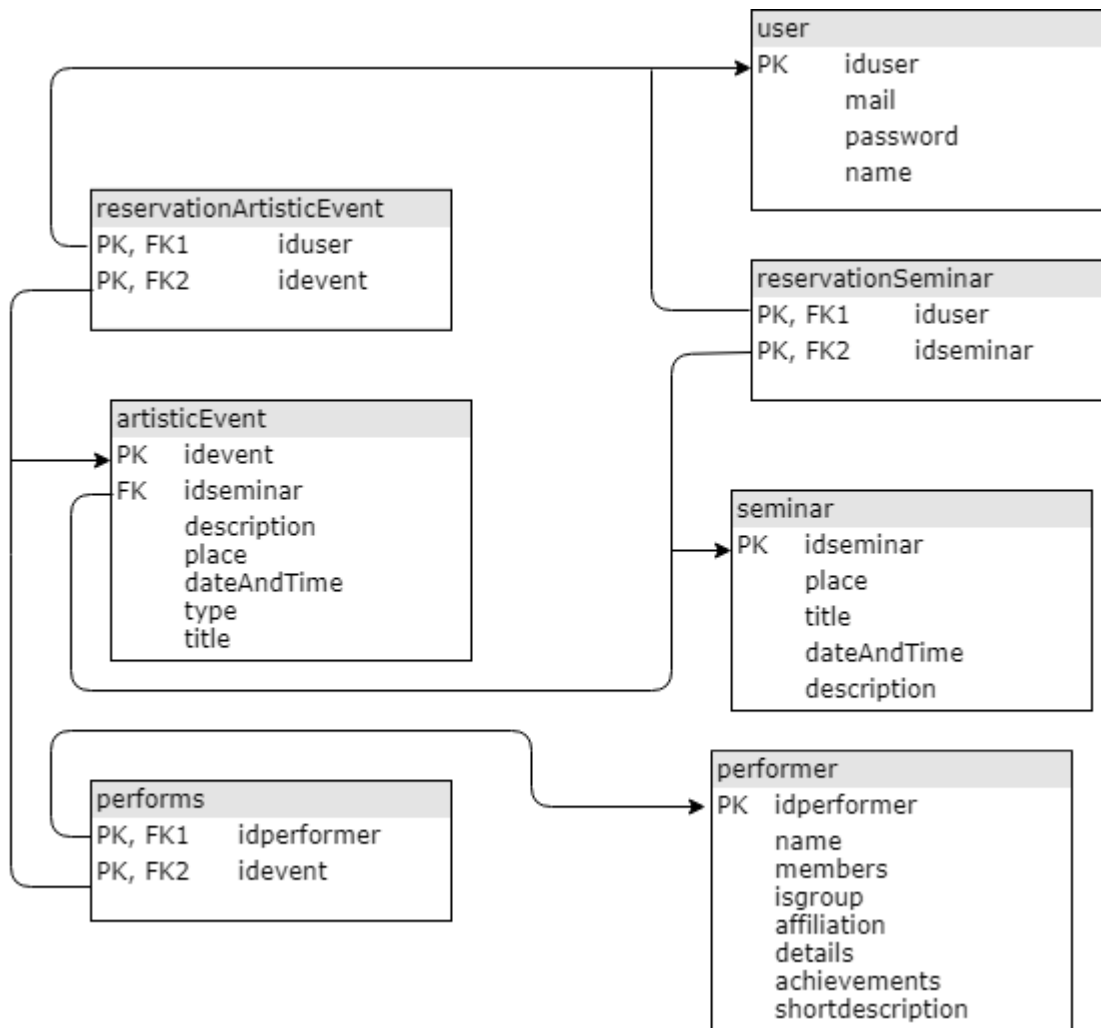 user
PK iduser
mail
password
name
reservationArtisticEvent
PK, FK1 iduser
PK, FK2 idevent
reservationSeminar
PK, FK1 iduser
PK, FK2 idseminar
artisticEvent
PK idevent
FK idseminar
description
place
dateAndTime
type
title
seminar
PK idseminar
place
title
dateAndTime
description
performs
PK, FK1 idperformer
PK, FK2 idevent
performer
PK idperformer
name
members
isgroup
affiliation
details
achievements
shortdescription